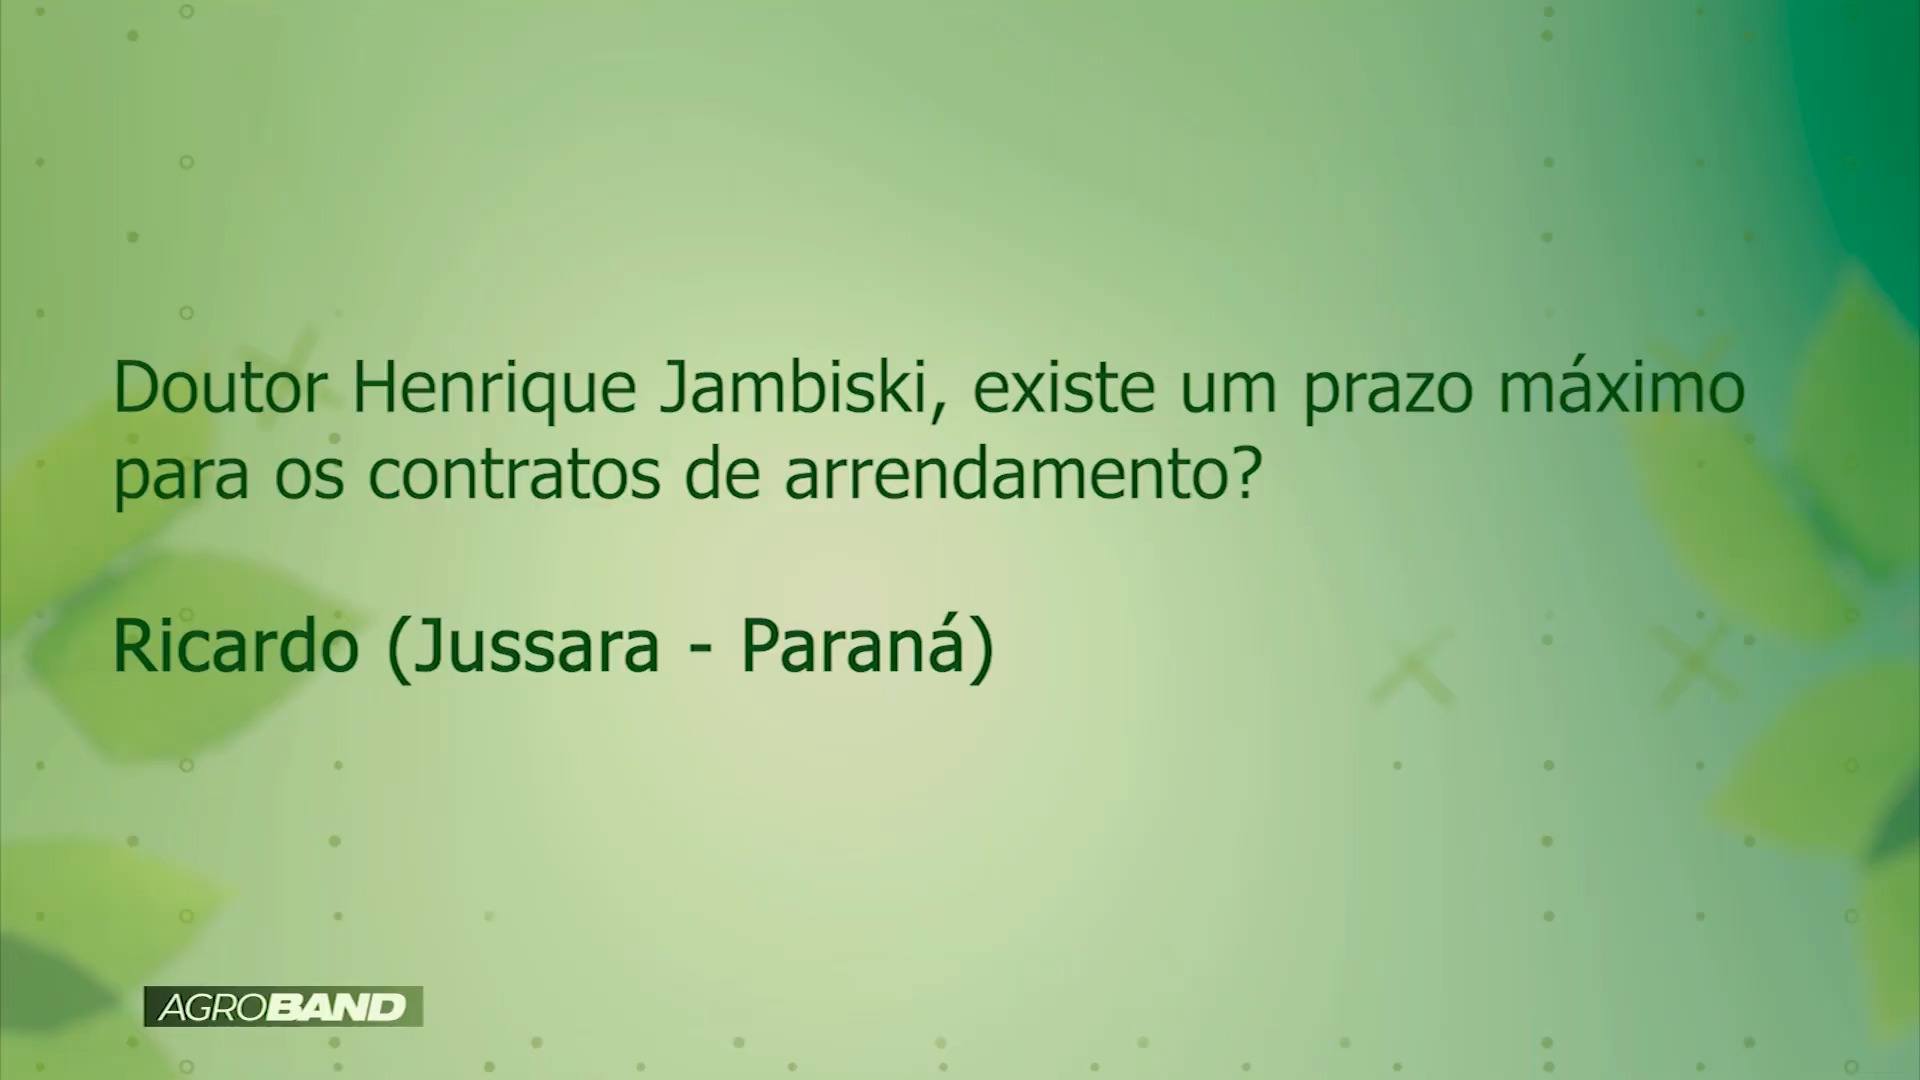 Doutor Henrique Jambiski, existe um prazo máximo
para os contratos de arrendamento?
Ricardo (Jussara - Paraná)
AGROBAND